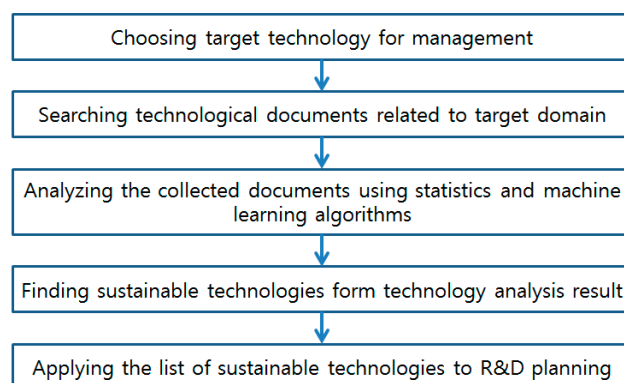 Choosing target technology for management
Searching technological documents related to target domain
Analyzing the collected documents using statistics and machine
learning algorithms
Finding sustainable technologies form technology analysis result
Applying the list of sustainable technologies to R&D planning